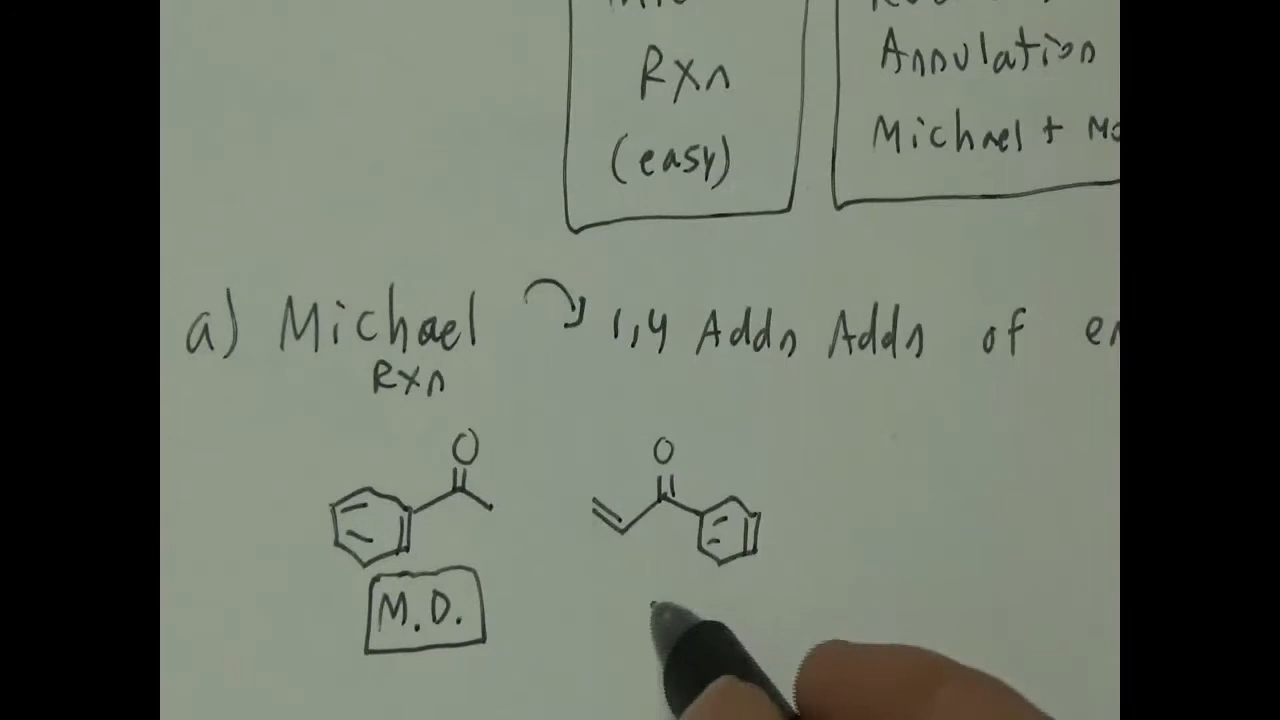 Rxn
(easy)
Annulation
Michael +
a) Michael
Rxn
1,4 Addn Addn of
O
O
M.D.